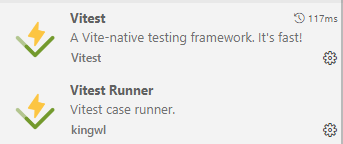 Vitest
117ms
A Vite-native testing framework. It's fast!
Vitest
Vitest Runner
Vitest case runner.
kingwl